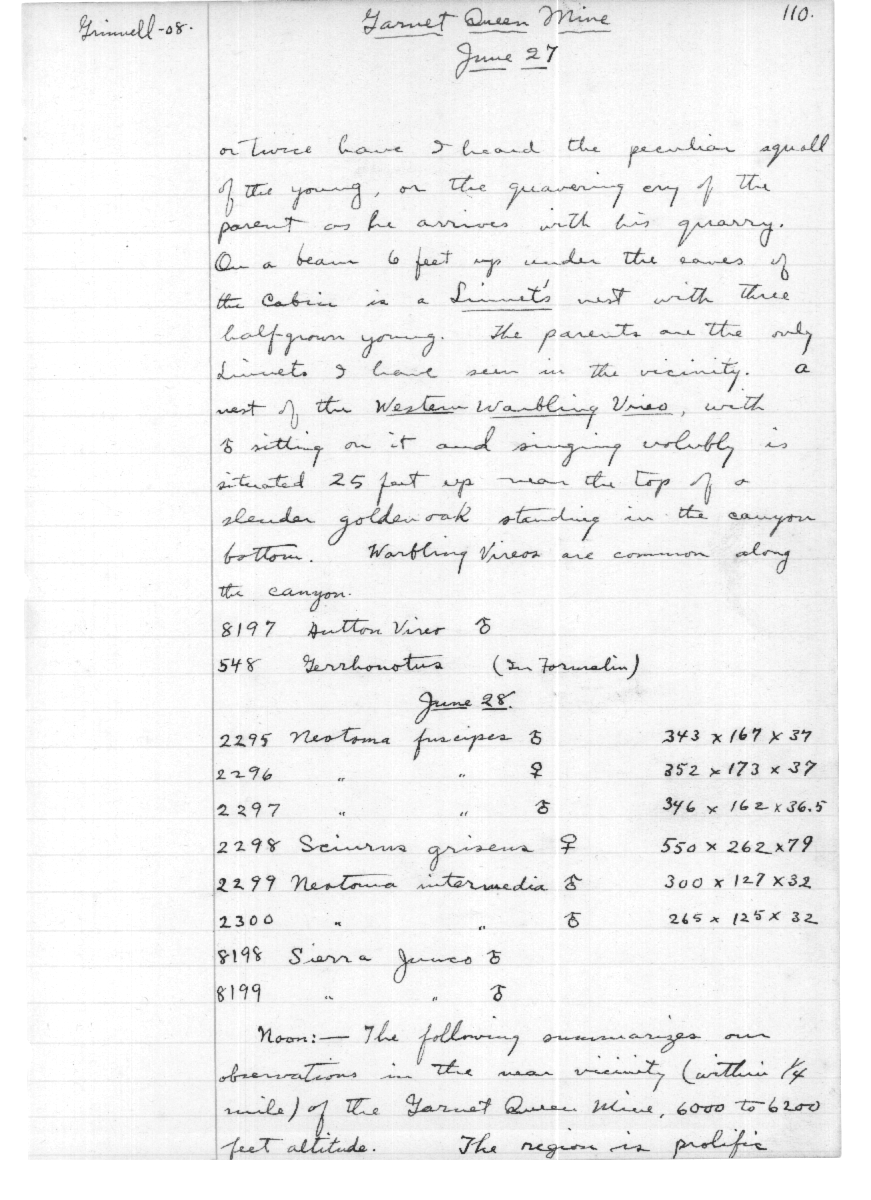 Grinnell-08.
Garnet Queen Mine
110.
June 27
or twice have I heard the peculiar squall
of the young, or the quavering cry of the
parent as he arrives with his quarry.
On a beam 6 feet up under the eaves of
the Cabin is a Linnet's nest with three
half-grown young. The parents are the only
Linnets I have seen in the vicinity. A
nest of the Western Warbling Vireo, with
♂ sitting on it and singing volubly is
situated 25 feet up near the top of a
slender golden oak standing in the canyon
bottom. Warbling Vireos are common along
the canyon.
8197 Hutton Vireo ♂
548 Gerrhonotus (In Formalin)
June 28.
2295 Neotoma fuscipes ♂ 343 x 167 x 37
2296 " " ♀ 352 x 173 x 37
2297 " " ♂ 346 x 162 x 36.5
2298 Sciurus griseus ♀ 550 x 262 x 79
2299 Neotoma intermedia ♂ 300 x 127 x 32
2300 " " ♂ 265 x 125 x 32
8198 Sierra Junco ♂
8199 " " ♂
Noon:— The following summarizes our
observations in the near vicinity (within 1/4
mile) of the Garnet Queen Mine, 6000 to 6200
feet altitude. The region is prolific